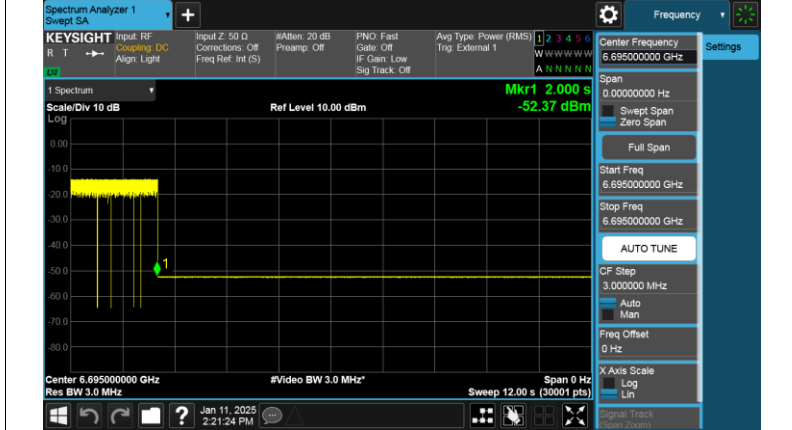 Spectrum Analyzer 1
Swept SA
Frequency
KEYSIGHT
R T
LXI
Input: RF
Coupling: DC
Align: Light
Input Z: 50 Ω
Corrections: Off
Freq Ref: Int (S)
#Atten: 20 dB
Preamp: Off
PNO: Fast
Gate: Off
IF Gain: Low
Sig Track: Off
Avg Type: Power (RMS)
Trig: External 1
1 2 3 4 5 6
W W W W W W
A N N N N N
1 Spectrum
Scale/Div 10 dB
Ref Level 10.00 dBm
Mkr1 2.000 s
-52.37 dBm
Log
0.00
-10.0
-20.0
-30.0
-40.0
-50.0
-60.0
-70.0
-80.0
1
Center 6.695000000 GHz
Res BW 3.0 MHz
#Video BW 3.0 MHz*
Span 0 Hz
Sweep 12.00 s (30001 pts)
Jan 11, 2025
2:21:24 PM
Center Frequency
6.695000000 GHz
Span
0.00000000 Hz
Swept Span
Zero Span
Full Span
Start Freq
6.695000000 GHz
Stop Freq
6.695000000 GHz
AUTO TUNE
CF Step
3.000000 MHz
Auto
Man
Freq Offset
0 Hz
X Axis Scale
Log
Lin
Signal Track
(Span Zoom)
Settings